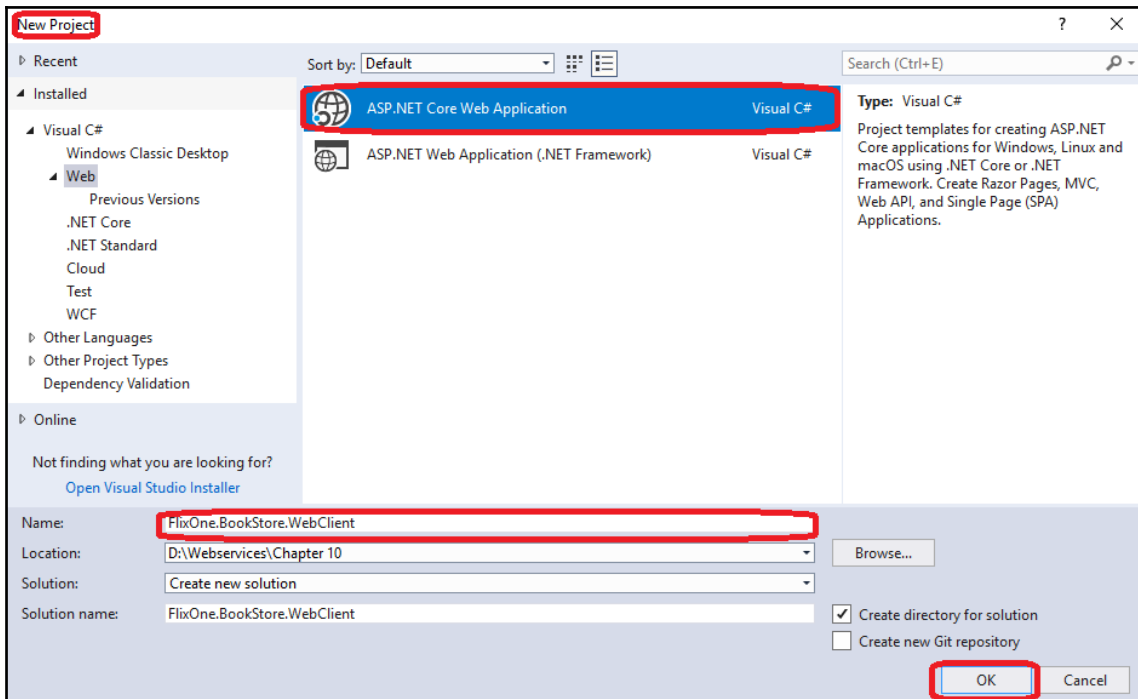 New Project
?
Recent
Installed
Visual C#
Windows Classic Desktop
Web
Previous Versions
.NET Core
.NET Standard
Cloud
Test
WCF
Other Languages
Other Project Types
Dependency Validation
Online
Not finding what you are looking for?
Open Visual Studio Installer
Sort by: Default
ASP.NET Core Web Application Visual C#
ASP.NET Web Application (.NET Framework) Visual C#
Search (Ctrl+E)
Type: Visual C#
Project templates for creating ASP.NET
Core applications for Windows, Linux and
macOS using .NET Core or .NET
Framework. Create Razor Pages, MVC,
Web API, and Single Page (SPA)
Applications.
Name: FlixOne.BookStore.WebClient
Location: D:\Webservices\Chapter 10 Browse...
Solution: Create new solution
Solution name: FlixOne.BookStore.WebClient
Create directory for solution
Create new Git repository
OK Cancel